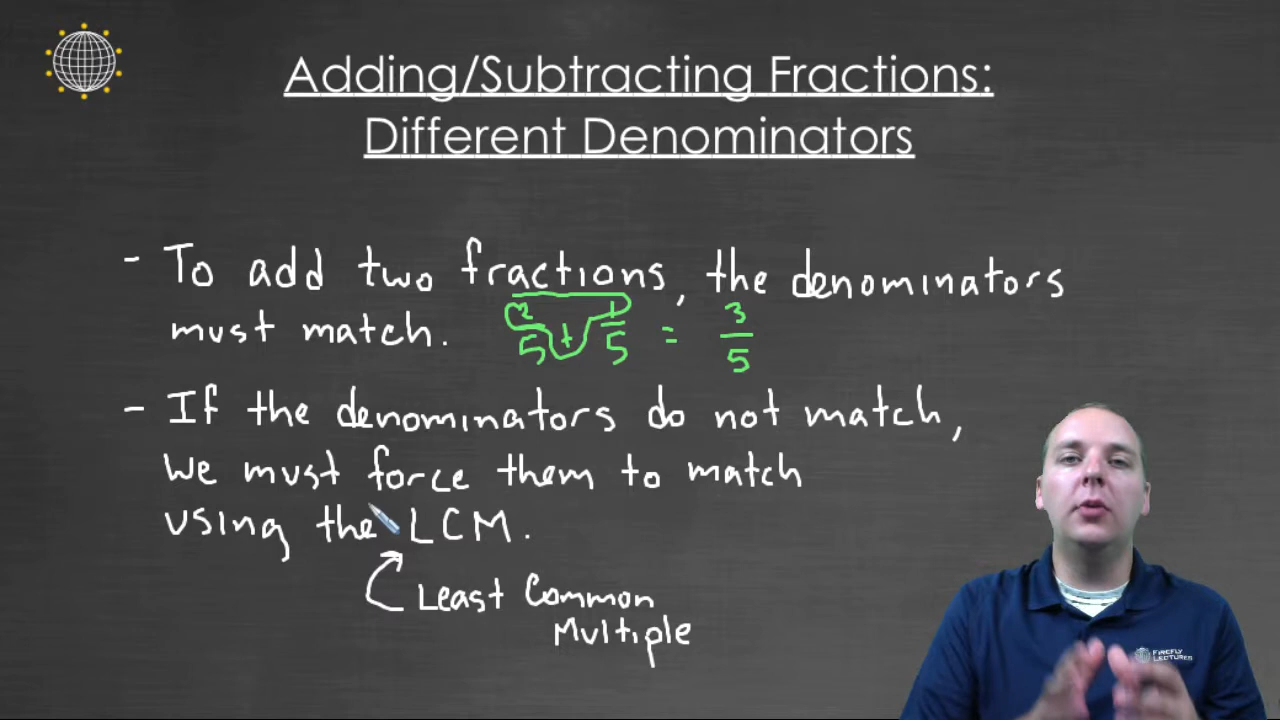 Adding/Subtracting Fractions:
Different Denominators
- To add two fractions, the denominators
must match. 2/5 + 1/5 = 3/5
- If the denominators do not match,
we must force them to match
using the LCM.
Least Common
Multiple
FIREFLY
LECTURES